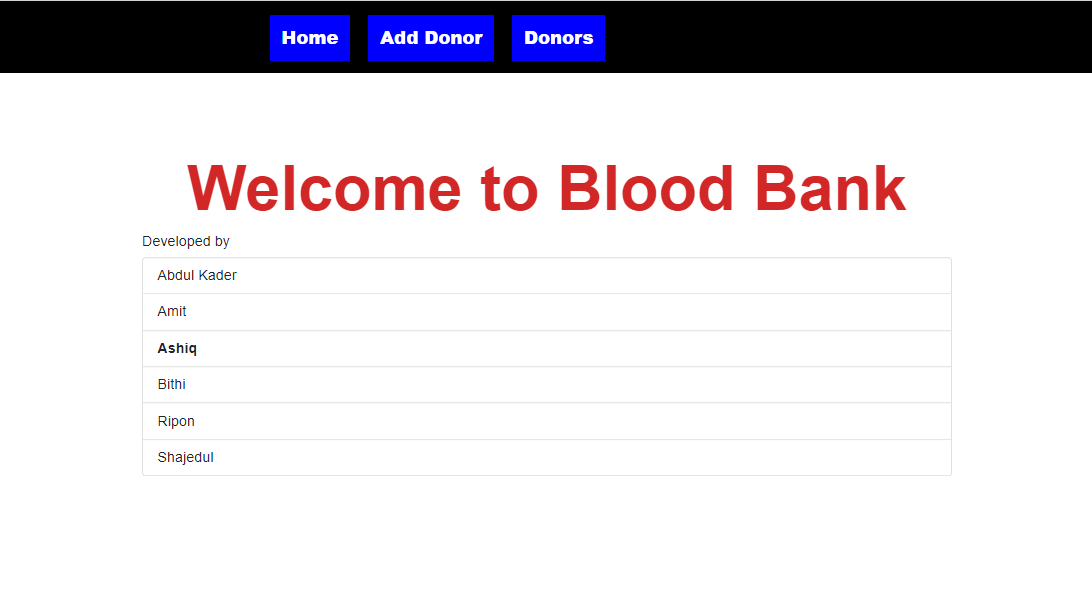 Home Add Donor Donors
Welcome to Blood Bank
Developed by
Abdul Kader
Amit
Ashiq
Bithi
Ripon
Shajedul